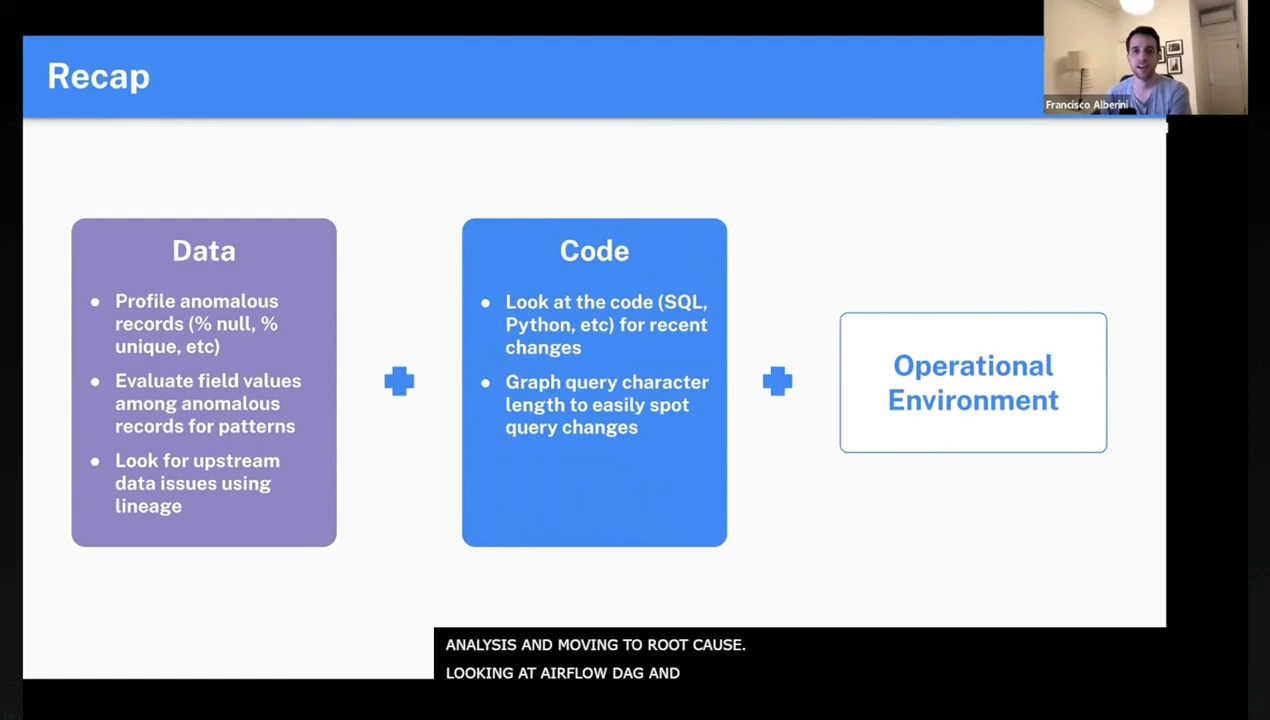 Recap
Francisco Alberini
Data
• Profile anomalous
records (% null, %
unique, etc)
• Evaluate field values
among anomalous
records for patterns
• Look for upstream
data issues using
lineage
Code
• Look at the code (SQL,
Python, etc) for recent
changes
• Graph query character
length to easily spot
query changes
Operational
Environment
ANALYSIS AND MOVING TO ROOT CAUSE.
LOOKING AT AIRFLOW DAG AND